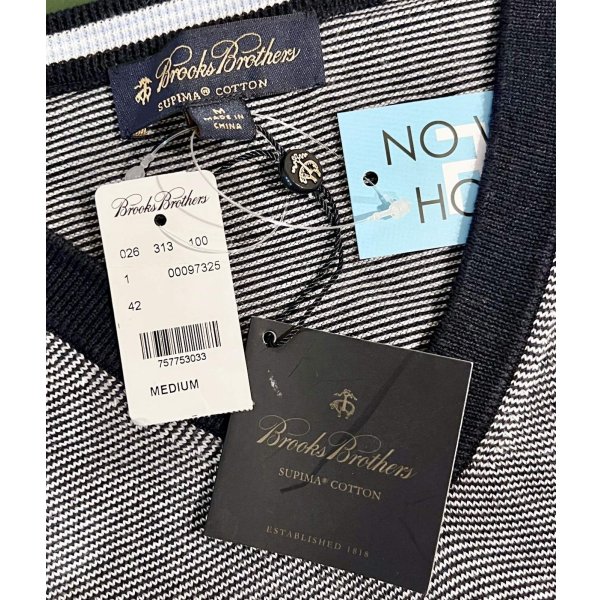 Brooks Brothers
SUPIMA® COTTON
M
MADE IN
CHINA
NO
HO
Brooks Brothers
026 313 100
1 00097325
42
757753033
MEDIUM
Brooks Brothers
SUPIMA® COTTON
ESTABLISHED 1818